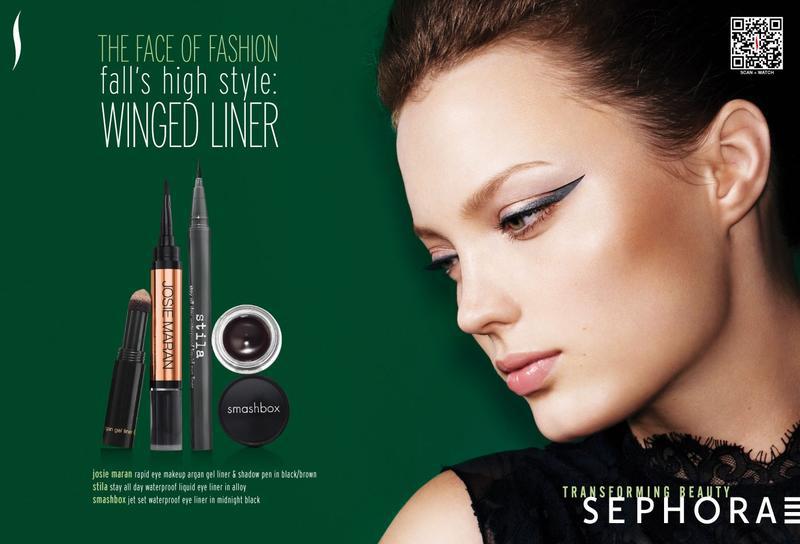 THE FACE OF FASHION
fall's high style:
WINGED LINER
SCAN + WATCH
JOSIE MARAN
stila
gel liner
smashbox
josie maran rapid eye makeup argan gel liner & shadow pen in black/brown
stila stay all day waterproof liquid eye liner in alloy
smashbox jet set waterproof eye liner in midnight black
TRANSFORMING BEAUTY
SEPHORA